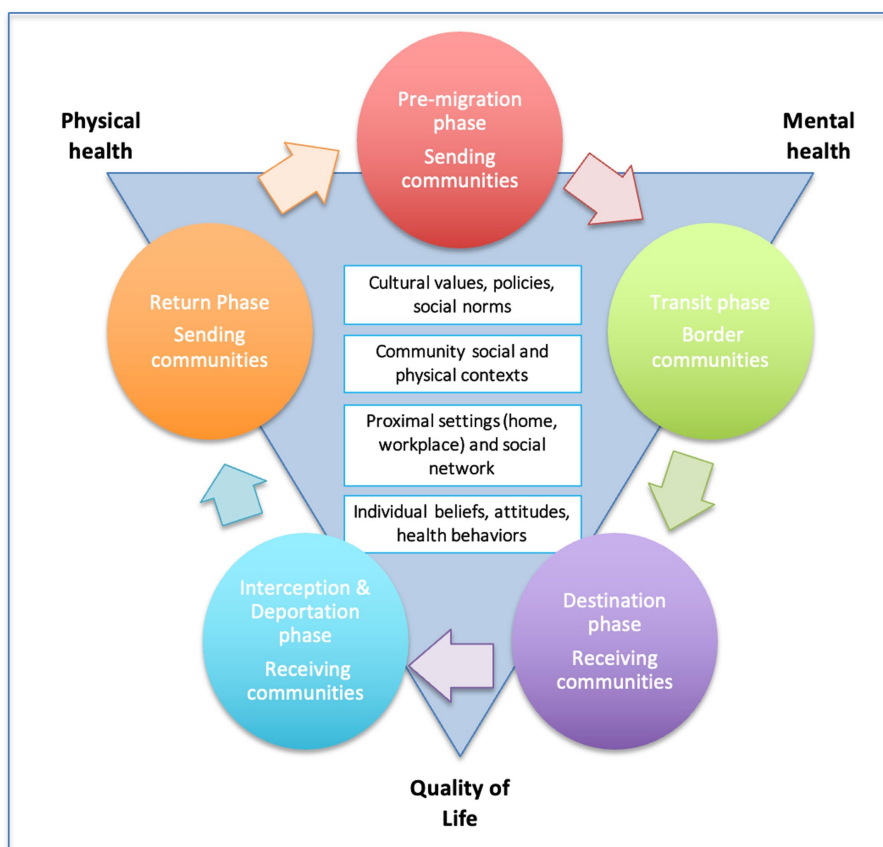 Physical
health
Pre-migration
phase
Sending
communities
Mental
health
Return Phase
Sending
communities
Cultural values, policies,
social norms
Community social and
physical contexts
Proximal settings (home,
workplace) and social
network
Individual beliefs, attitudes,
health behaviors
Transit phase
Border
communities
Interception &
Deportation
phase
Receiving
communities
Destination
phase
Receiving
communities
Quality of
Life